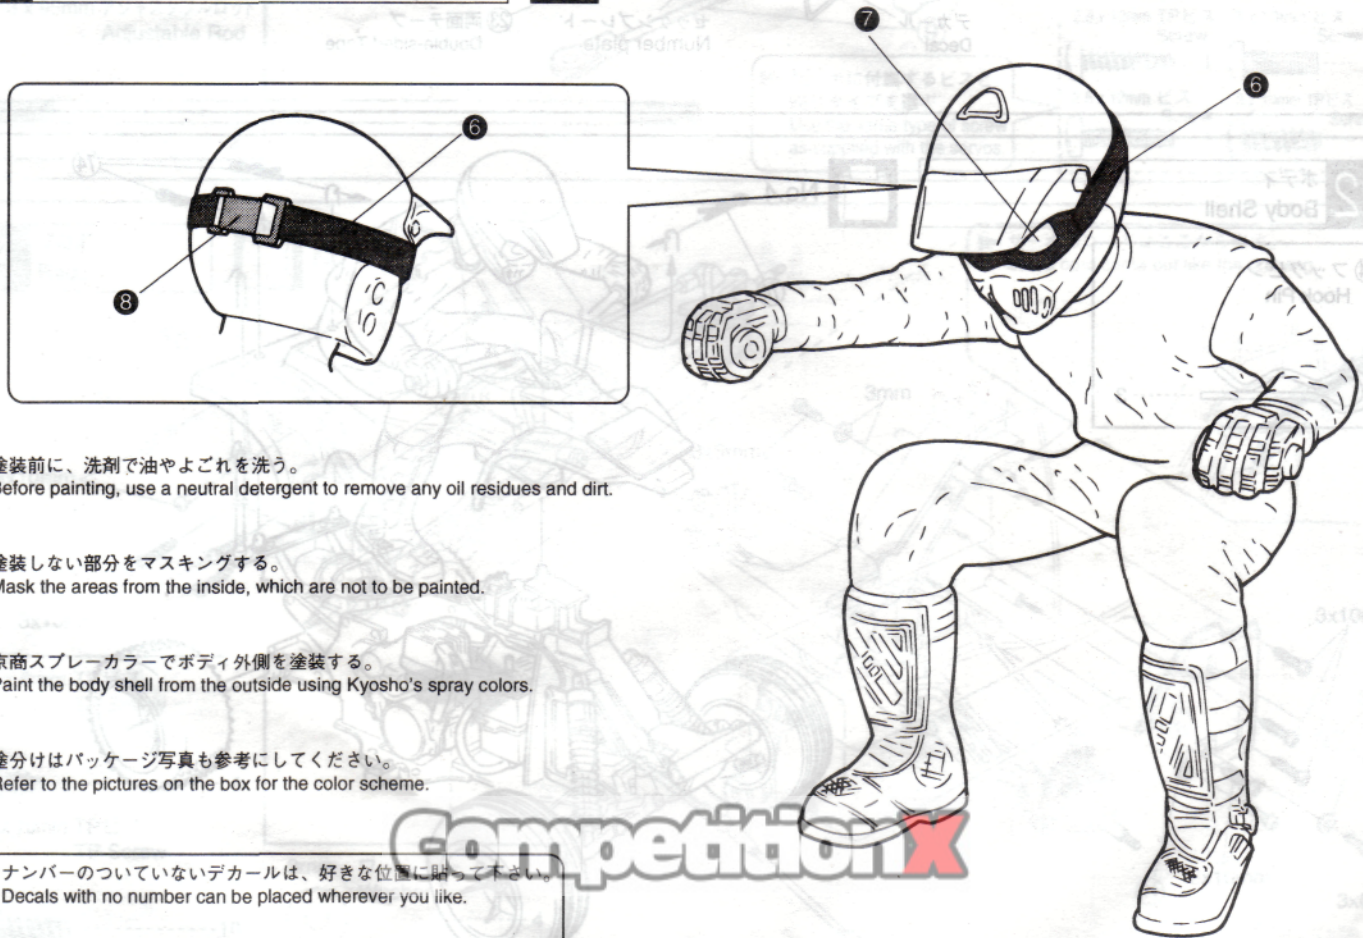 ❼
❻
❻
❽
塗装前に、洗剤で油やよごれを洗う。
Before painting, use a neutral detergent to remove any oil residues and dirt.
塗装しない部分をマスキングする。
Mask the areas from the inside, which are not to be painted.
京商スプレーカラーでボディ外側を塗装する。
Paint the body shell from the outside using Kyosho's spray colors.
塗分けはパッケージ写真も参考にしてください。
Refer to the pictures on the box for the color scheme.
CompetitionX
ナンバーのついていないデカールは、好きな位置に貼って下さい。
Decals with no number can be placed wherever you like.